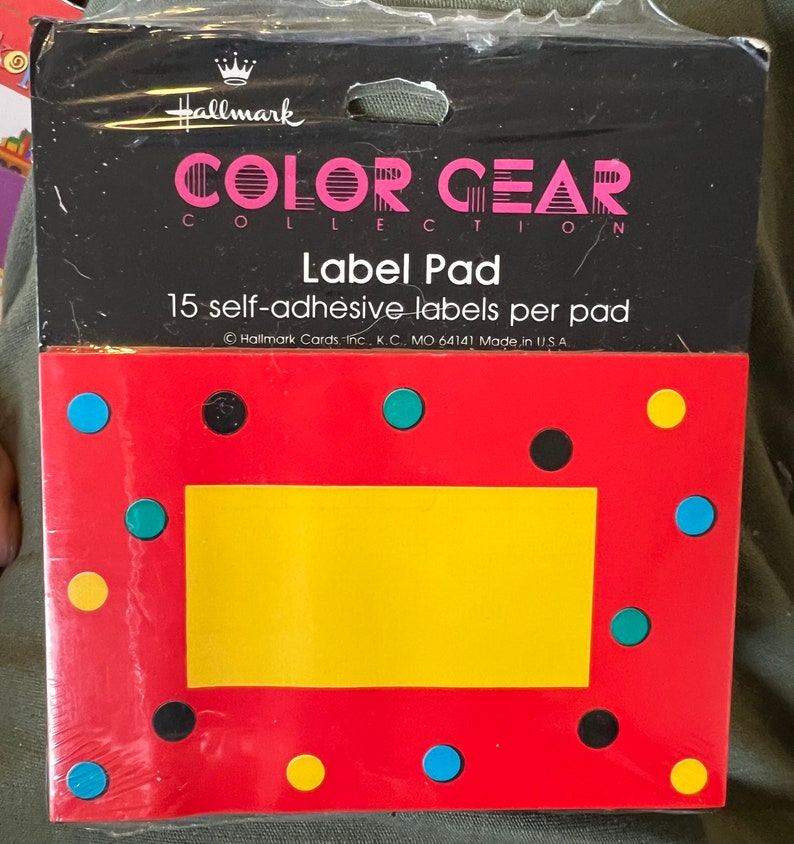 Hallmark
COLOR GEAR
COLLECTION
Label Pad
15 self-adhesive labels per pad
© Hallmark Cards, Inc., K.C., MO 64141 Made in U.S.A.